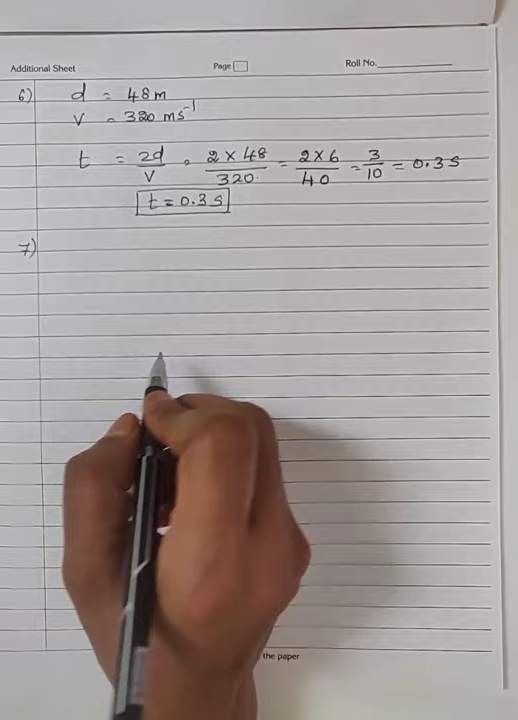 Additional Sheet Page Roll No.
6) d = 48m
v = 320 ms⁻¹
t = 2d/v = 2×48/320 = 2×6/40 = 3/10 = 0.3 s
t = 0.3 s
7)
the paper